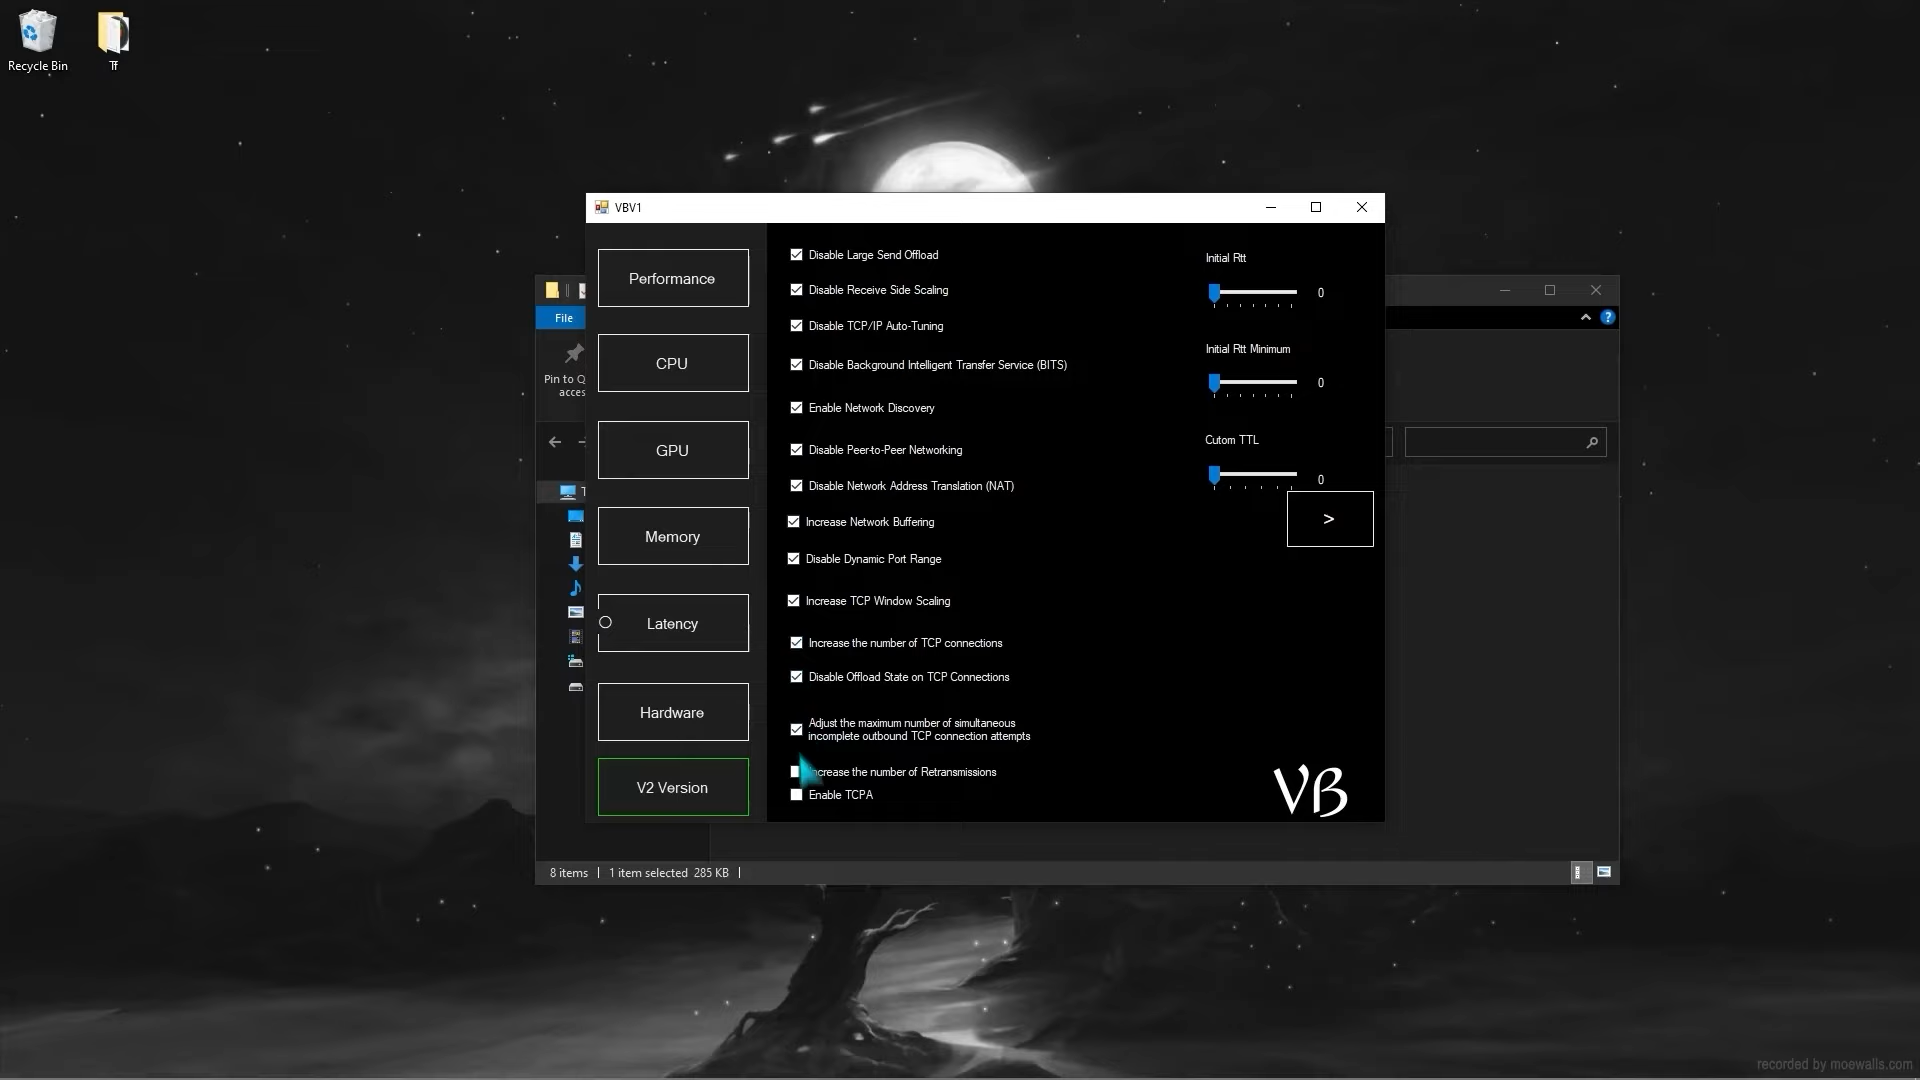 Recycle Bin
Tf
VBV1
Performance
CPU
GPU
Memory
Latency
Hardware
V2 Version
Disable Large Send Offload
Disable Receive Side Scaling
Disable TCP/IP Auto-Tuning
Disable Background Intelligent Transfer Service (BITS)
Enable Network Discovery
Disable Peer-to-Peer Networking
Disable Network Address Translation (NAT)
Increase Network Buffering
Disable Dynamic Port Range
Increase TCP Window Scaling
Increase the number of TCP connections
Disable Offload State on TCP Connections
Adjust the maximum number of simultaneous
incomplete outbound TCP connection attempts
Increase the number of Retransmissions
Enable TCPA
Initial Rtt
0
Initial Rtt Minimum
0
Cutom TTL
0
>
VB
File
Pin to Q
acces
T
8 items
1 item selected 285 KB
recorded by moewalls.com